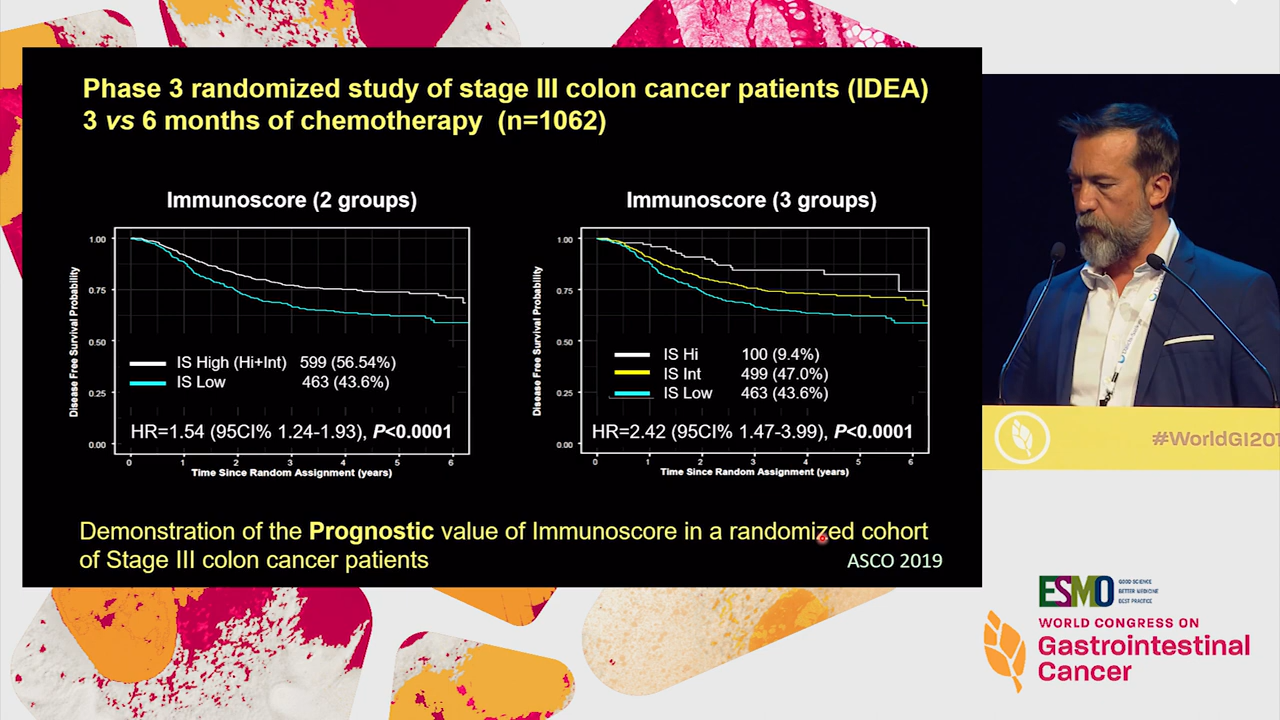 Phase 3 randomized study of stage III colon cancer patients (IDEA)
3 vs 6 months of chemotherapy (n=1062)
Immunoscore (2 groups)
Disease Free Survival Probability
1.00
0.75
0.50
0.25
0.00
IS High (Hi+Int) 599 (56.54%)
IS Low 463 (43.6%)
HR=1.54 (95CI% 1.24-1.93), P<0.0001
0 1 2 3 4 5 6
Time Since Random Assignment (years)
Immunoscore (3 groups)
Disease Free Survival Probability
1.00
0.75
0.50
0.25
0.00
IS Hi 100 (9.4%)
IS Int 499 (47.0%)
IS Low 463 (43.6%)
HR=2.42 (95CI% 1.47-3.99), P<0.0001
0 1 2 3 4 5 6
Time Since Random Assignment (years)
Demonstration of the Prognostic value of Immunoscore in a randomized cohort
of Stage III colon cancer patients
ASCO 2019
#WorldGI201
ESMO
GOOD SCIENCE
BETTER MEDICINE
BEST PRACTICE
WORLD CONGRESS ON
Gastrointestinal
Cancer